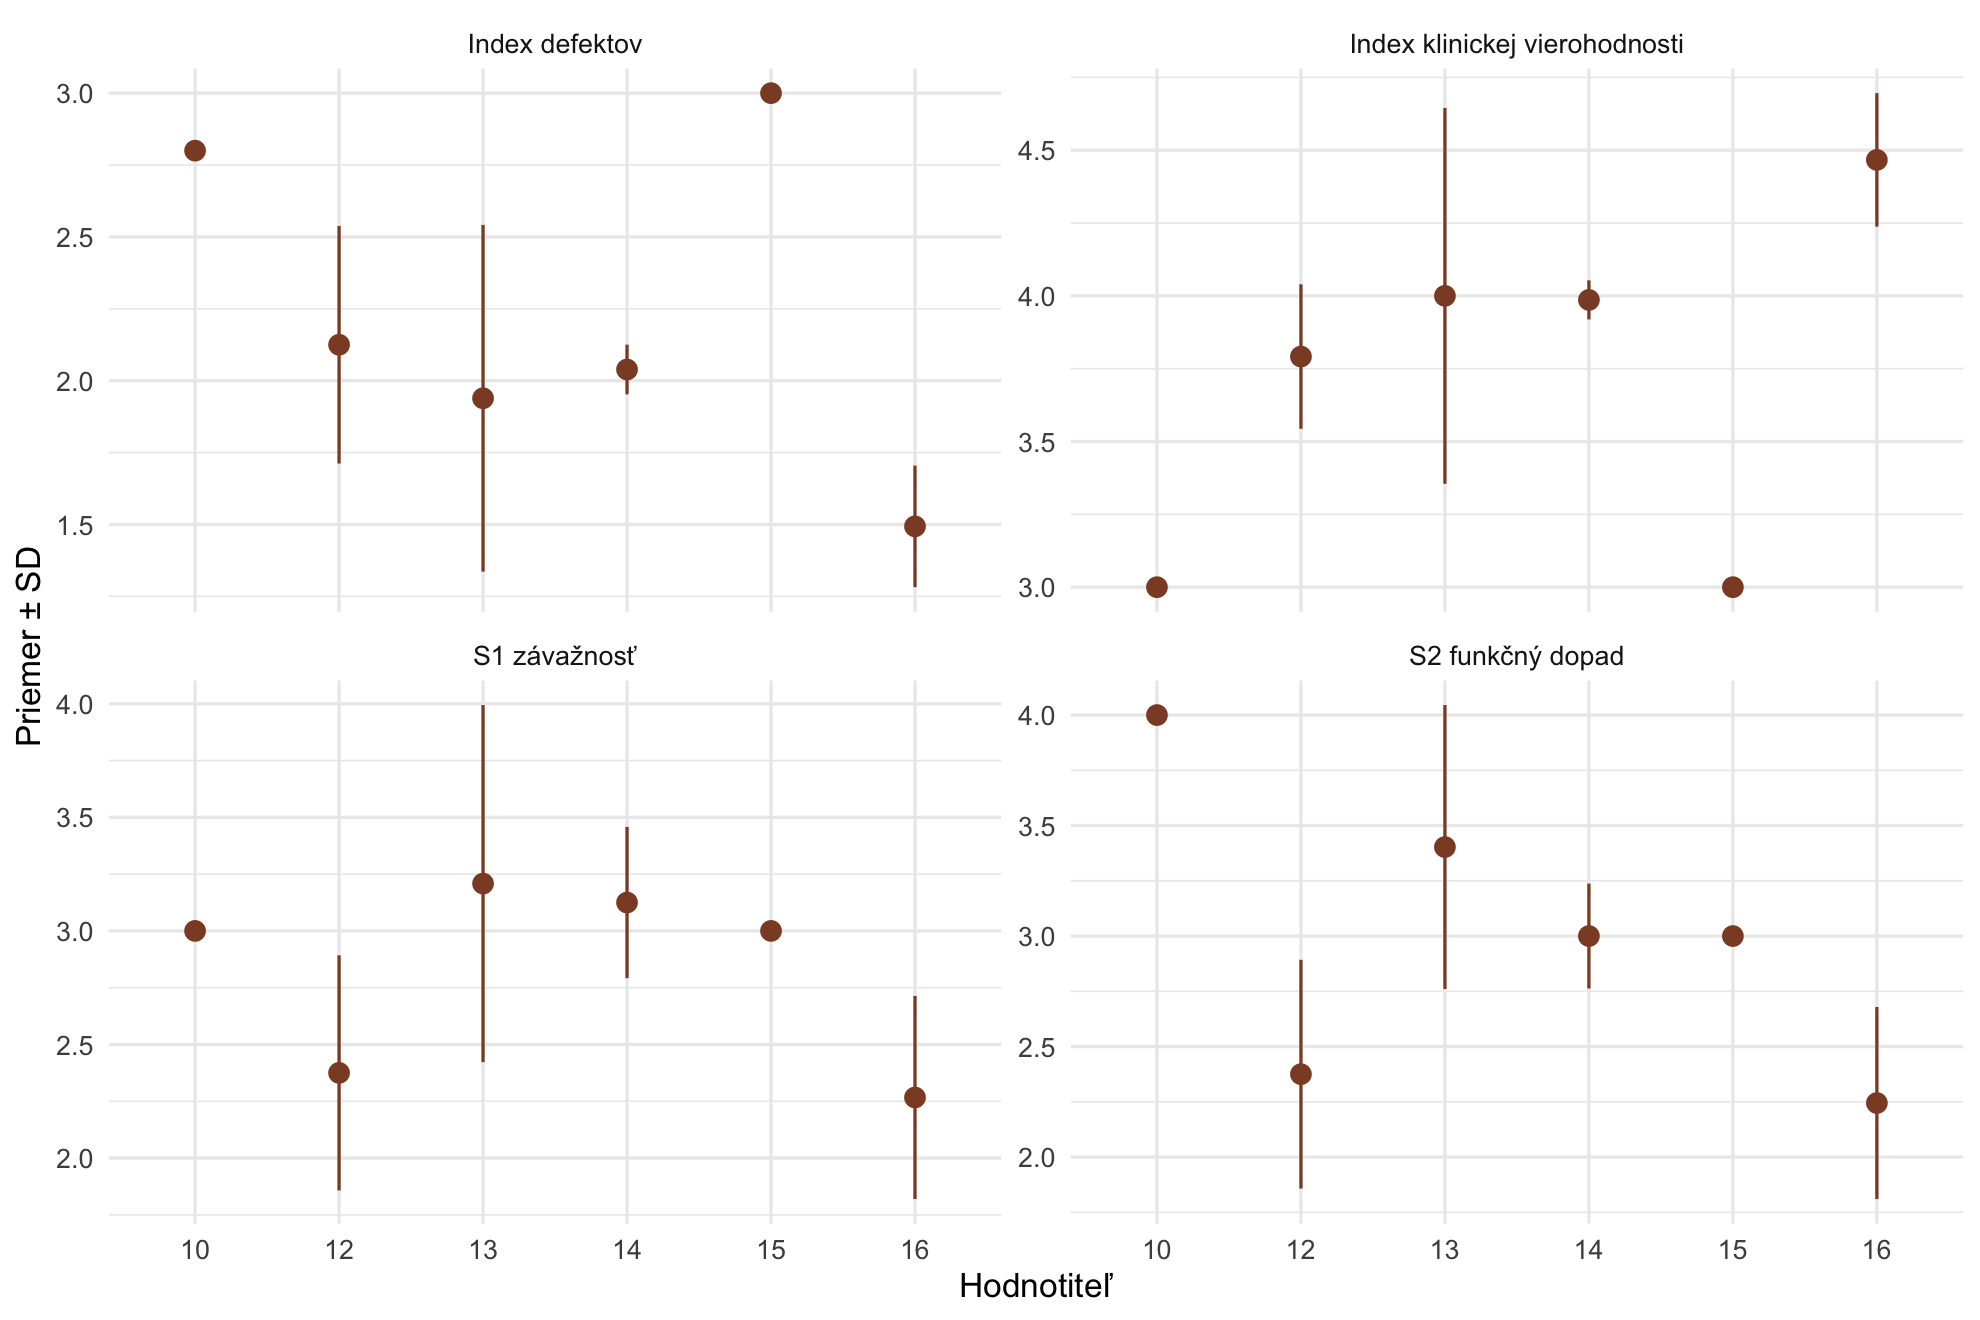 Index defektov
Index klinickej vierohodnosti
3.0
2.5
2.0
1.5
4.5
4.0
3.5
3.0
Priemer ± SD
S1 závažnosť
S2 funkčný dopad
4.0
3.5
3.0
2.5
2.0
4.0
3.5
3.0
2.5
2.0
10 12 13 14 15 16
10 12 13 14 15 16
Hodnotiteľ